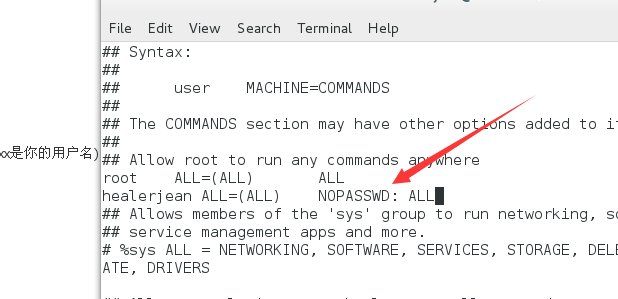 File Edit View Search Terminal Help
## Syntax:
##
## user MACHINE=COMMANDS
##
## The COMMANDS section may have other options added to it
##
xx是你的用户名)
## Allow root to run any commands anywhere
root ALL=(ALL) ALL
healerjean ALL=(ALL) NOPASSWD: ALL
## Allows members of the 'sys' group to run networking, so
## service management apps and more.
# %sys ALL = NETWORKING, SOFTWARE, SERVICES, STORAGE, DELE
ATE, DRIVERS